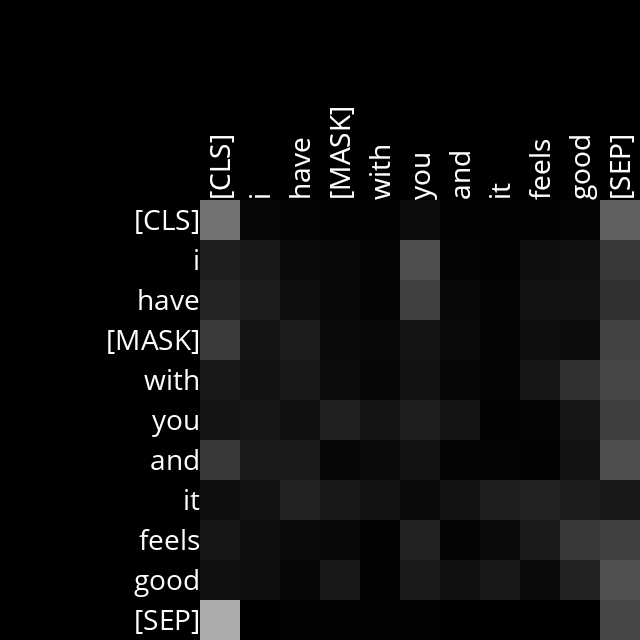 [CLS] i have [MASK] with you and it feels good [SEP]
[CLS]
i
have
[MASK]
with
you
and
it
feels
good
[SEP]